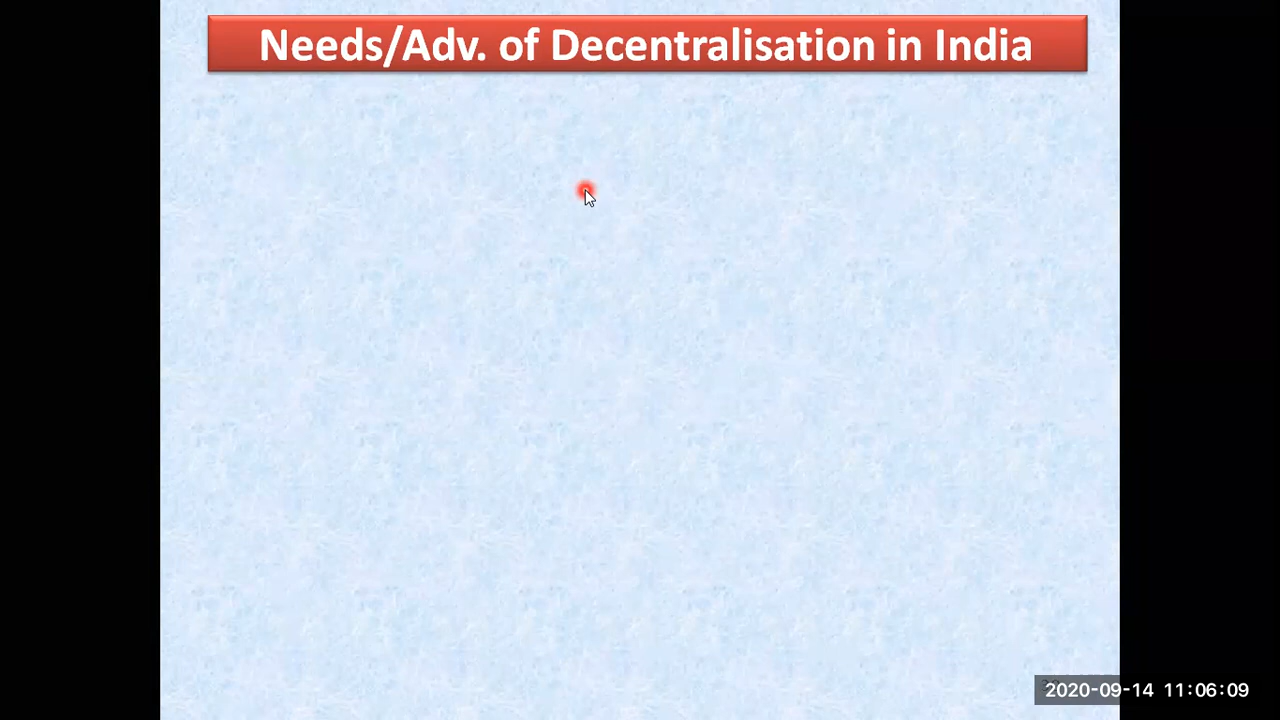 Needs/Adv. of Decentralisation in India
2020-09-14 11:06:09